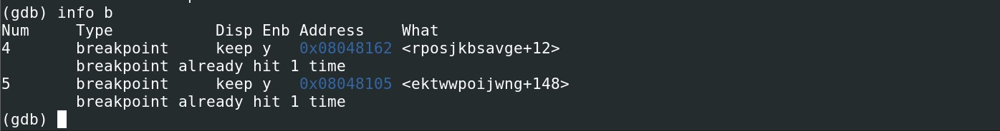 (gdb) info b
Num     Type           Disp Enb Address    What
4       breakpoint     keep y   0x08048162 <rposjkbsavge+12>
        breakpoint already hit 1 time
5       breakpoint     keep y   0x08048105 <ektwwpoijwng+148>
        breakpoint already hit 1 time
(gdb)